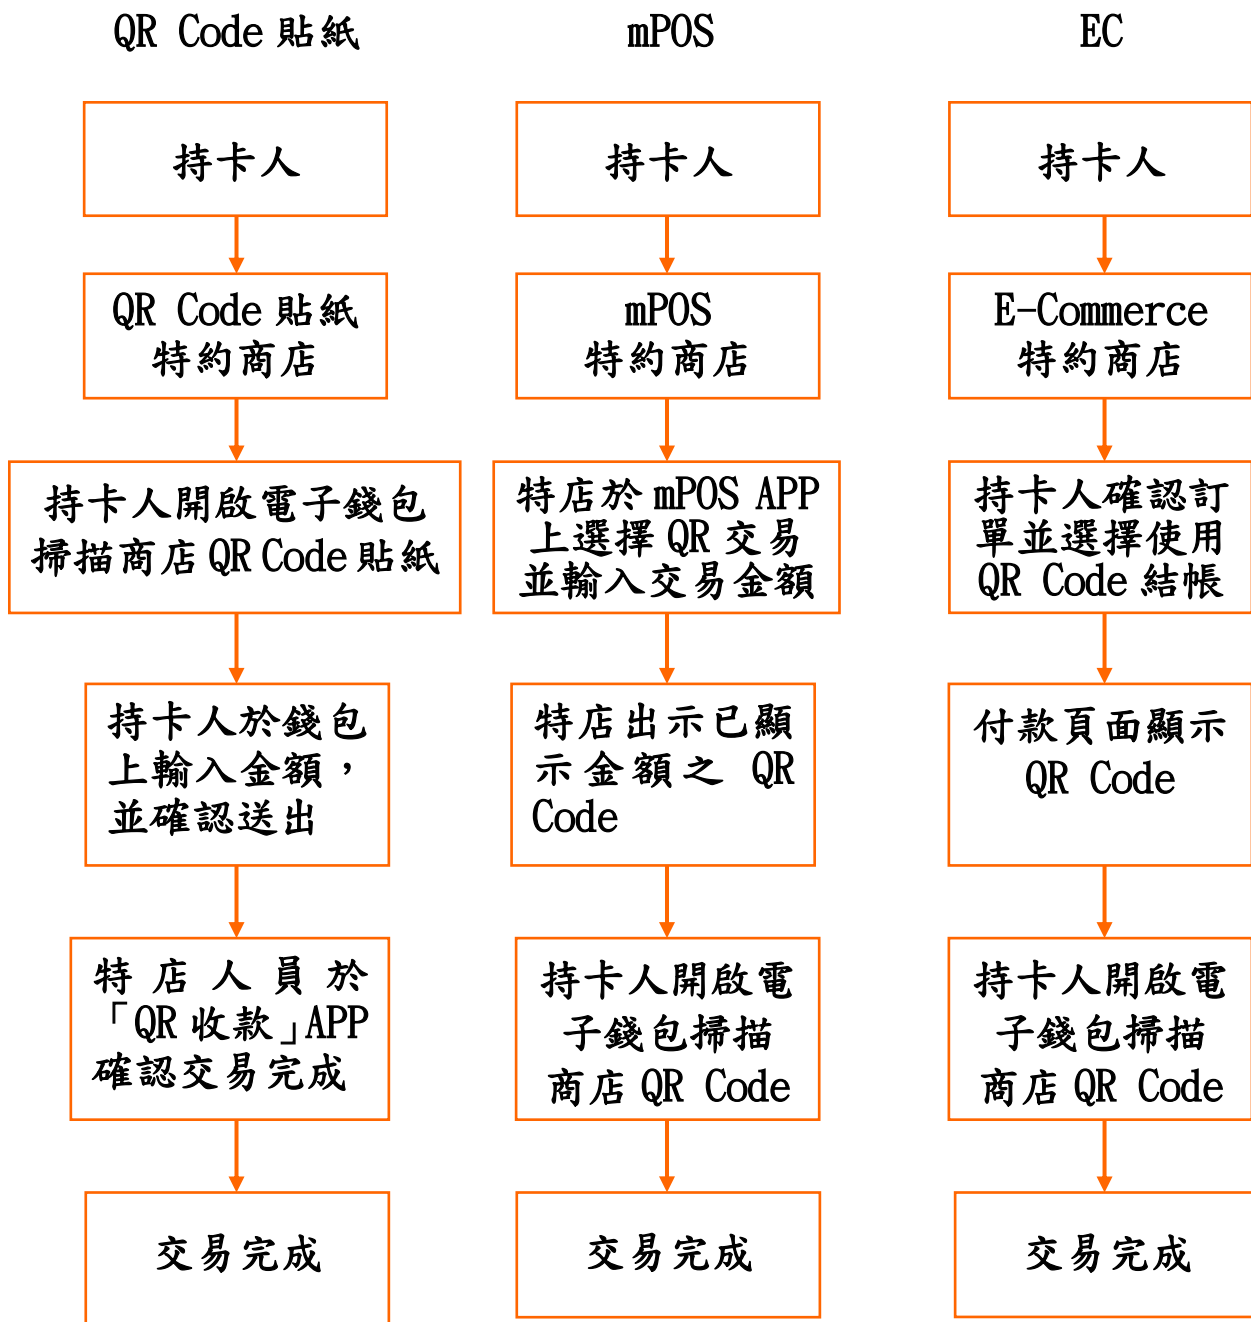 QR Code 貼紙
持卡人
QR Code 貼紙
特約商店
持卡人開啟電子錢包
掃描商店 QR Code 貼紙
持卡人於錢包
上輸入金額，
並確認送出
特店人員於
「QR 收款」APP
確認交易完成
交易完成
mPOS
持卡人
mPOS
特約商店
特店於 mPOS APP
上選擇 QR 交易
並輸入交易金額
特店出示已顯
示金額之 QR
Code
持卡人開啟電
子錢包掃描
商店 QR Code
交易完成
EC
持卡人
E-Commerce
特約商店
持卡人確認訂
單並選擇使用
QR Code 結帳
付款頁面顯示
QR Code
持卡人開啟電
子錢包掃描
商店 QR Code
交易完成